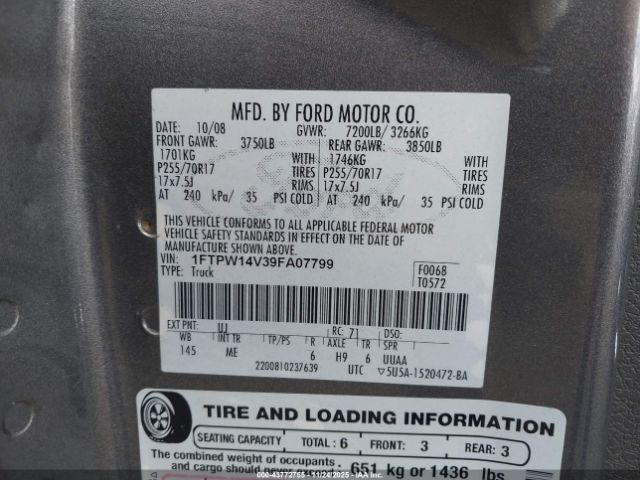 MFD. BY FORD MOTOR CO.
DATE: 10/08 GVWR: 7200LB/ 3266KG
FRONT GAWR: 3750LB REAR GAWR: 3850LB
1701KG WITH 1746KG WITH
P255/70R17 TIRES P255/70R17 TIRES
17x7.5J RIMS 17x7.5J RIMS
AT 240 kPa/ 35 PSI COLD AT 240 kPa/ 35 PSI COLD
THIS VEHICLE CONFORMS TO ALL APPLICABLE FEDERAL MOTOR
VEHICLE SAFETY STANDARDS IN EFFECT ON THE DATE OF
MANUFACTURE SHOWN ABOVE.
VIN: 1FTPW14V39FA07799 F0068
TYPE: Truck T0572
EXT PNT: UJ RC: 71 DSO:
WB INT TR TP/PS R AXLE TR SPR
145 ME 6 H9 6 UUAA
2200810237639 UTC ▽5U5A-1520472-BA
TIRE AND LOADING INFORMATION
SEATING CAPACITY TOTAL: 6 FRONT: 3 REAR: 3
The combined weight of occupants
and cargo should never 651 kg or 1436 lbs
(000-43772755 - 11/24/2025 - IAAI US)